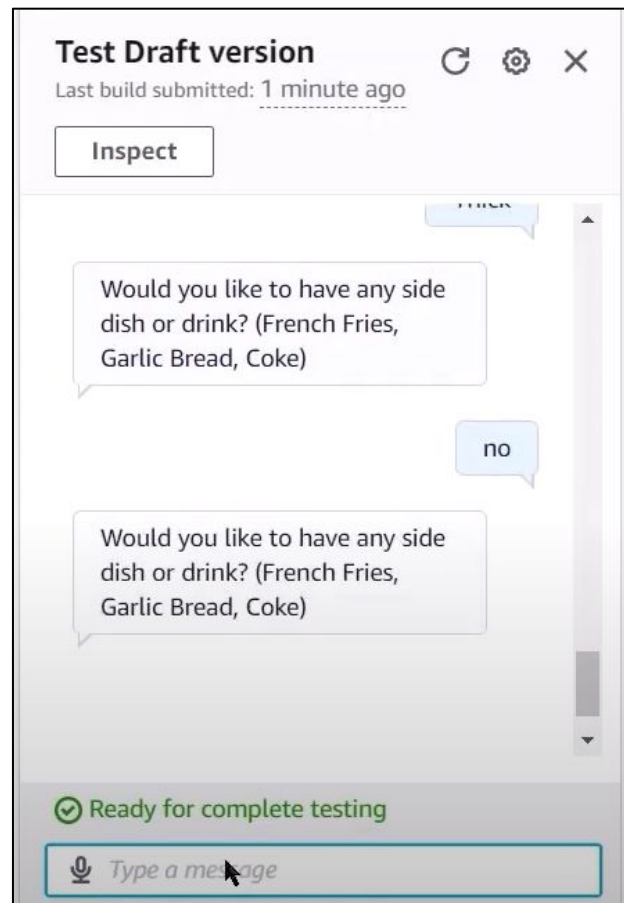 Test Draft version
Last build submitted: 1 minute ago
Inspect
Would you like to have any side
dish or drink? (French Fries,
Garlic Bread, Coke)
no
Would you like to have any side
dish or drink? (French Fries,
Garlic Bread, Coke)
Ready for complete testing
Type a message